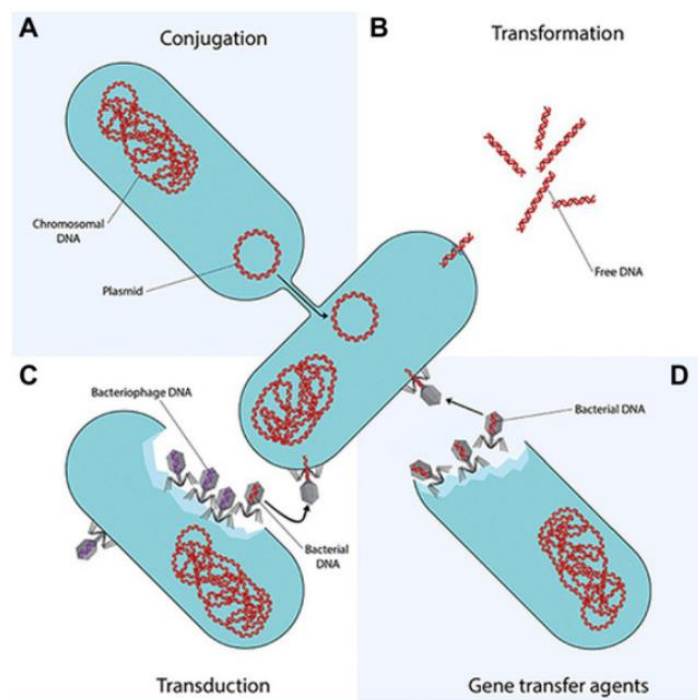 A
Conjugation
Chromosomal
DNA
Plasmid
B
Transformation
Free DNA
C
Bacteriophage DNA
Bacterial
DNA
Transduction
D
Bacterial DNA
Gene transfer agents